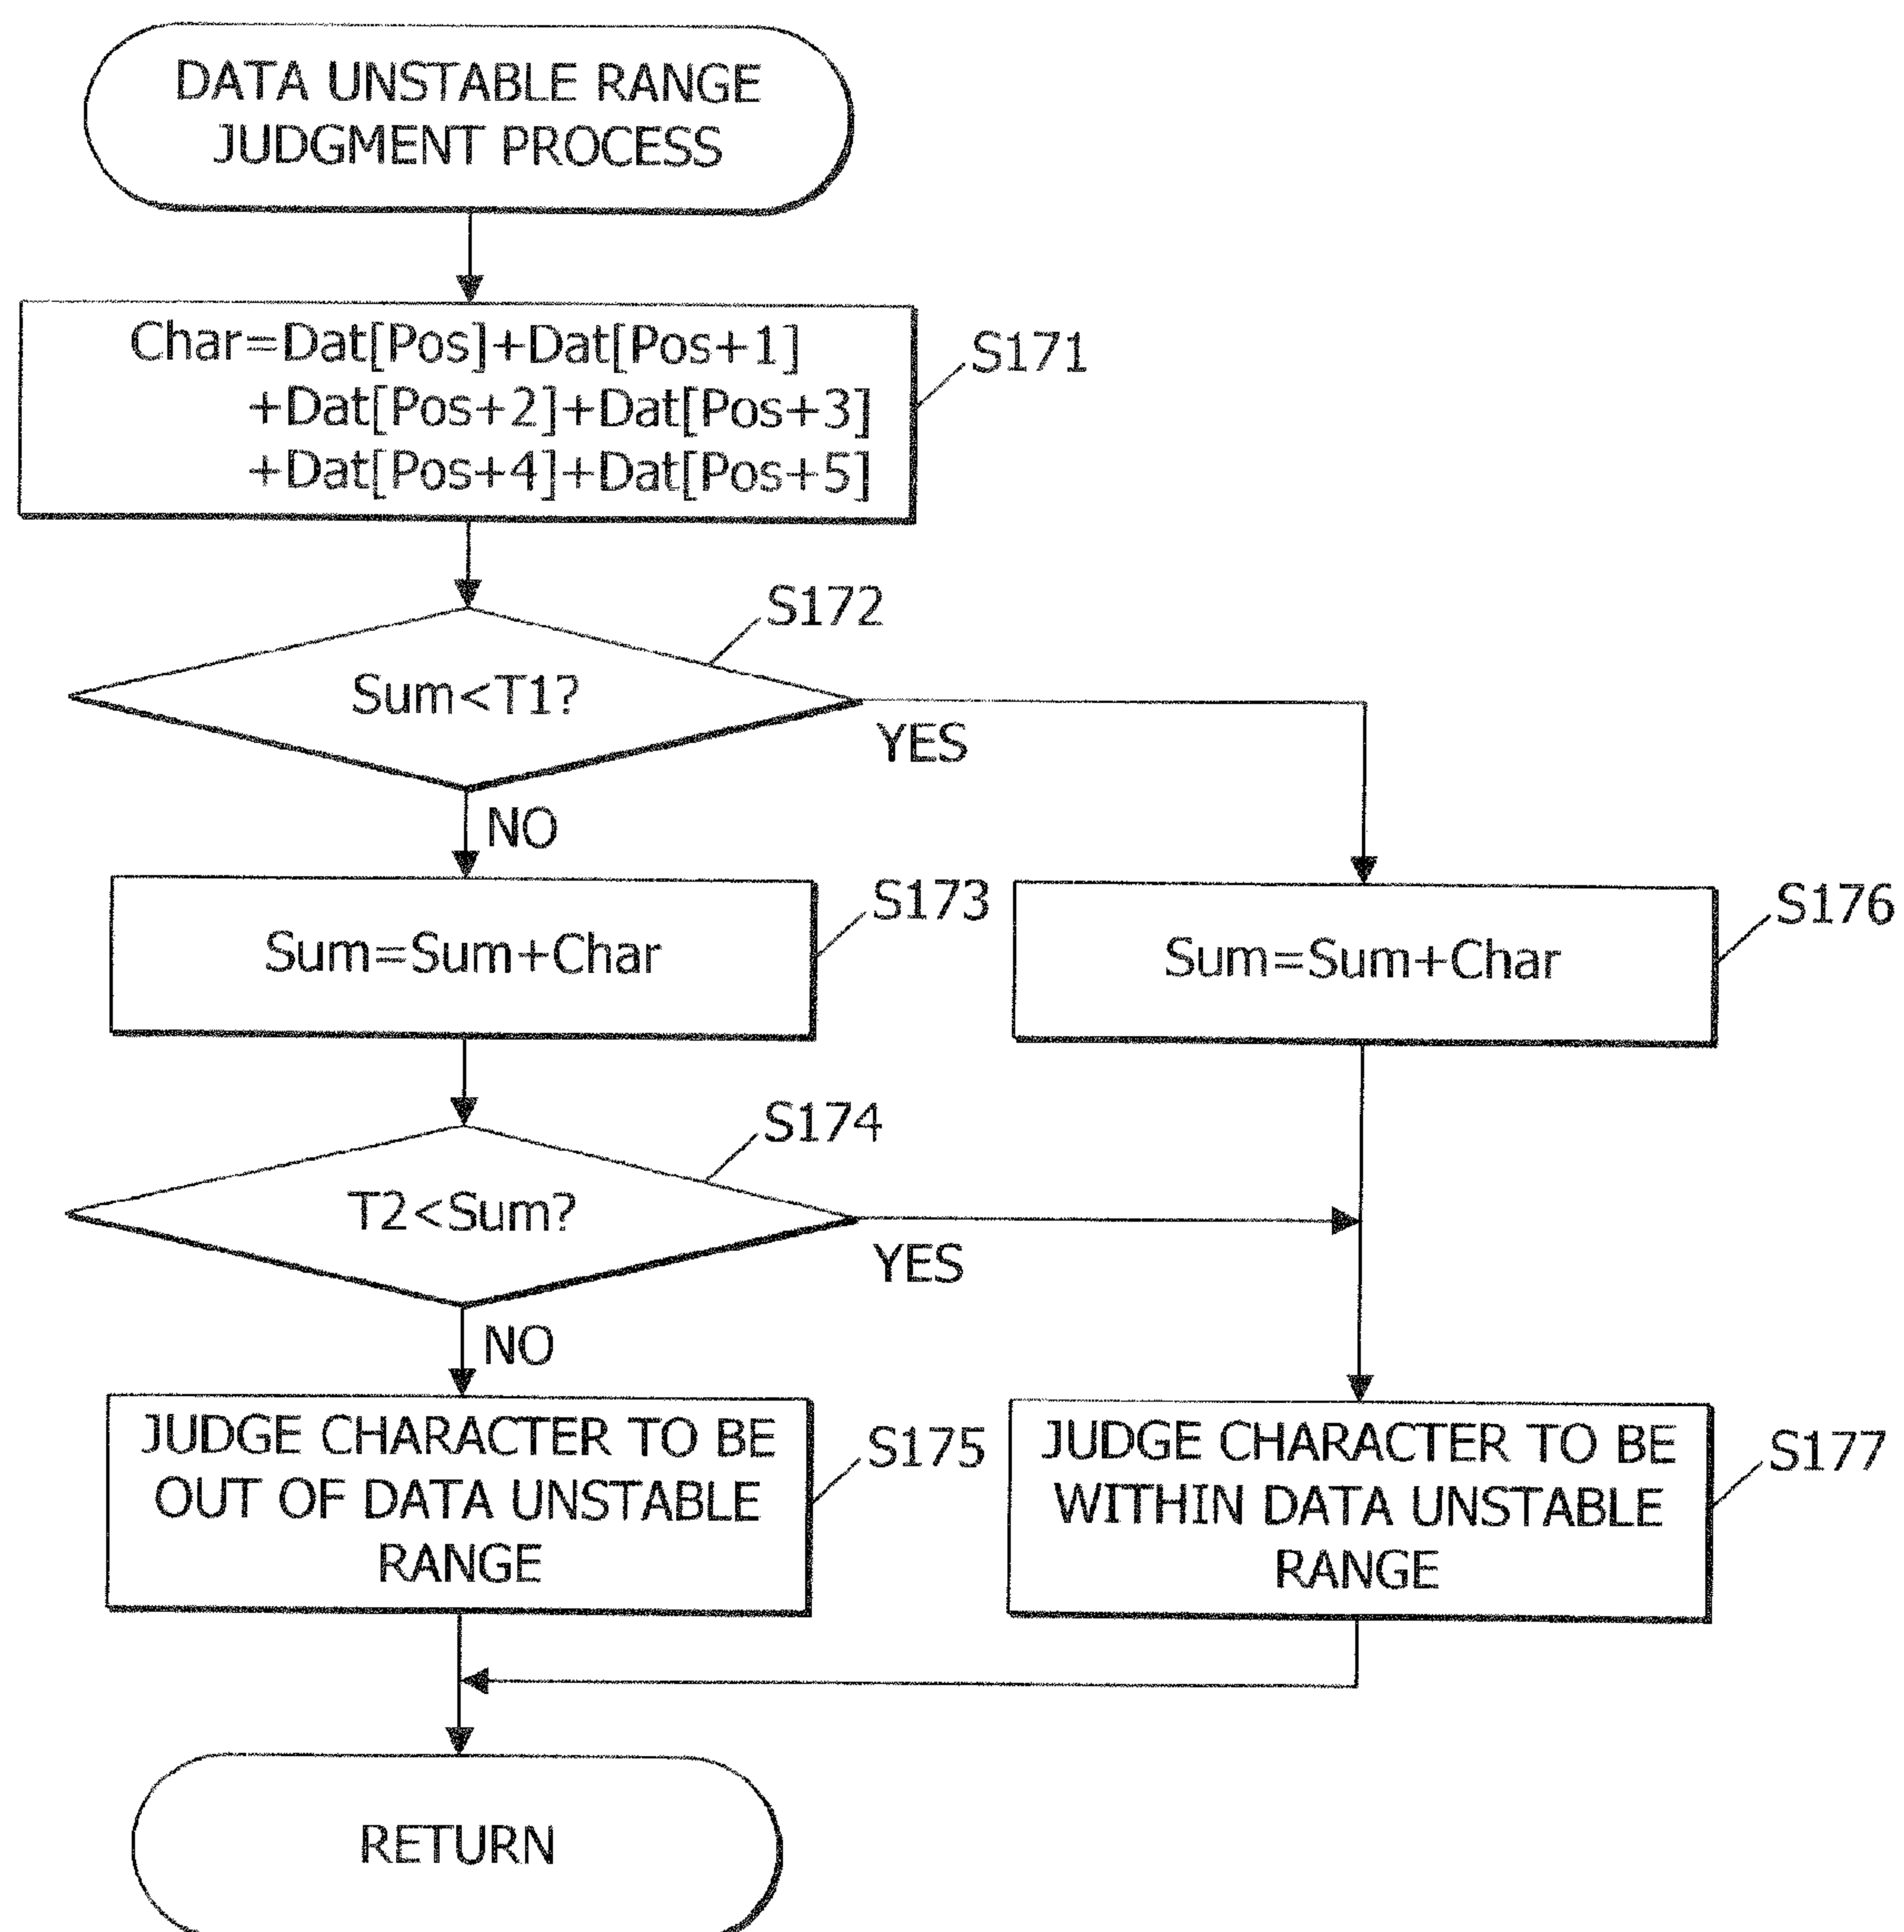 DATA UNSTABLE RANGE
JUDGMENT PROCESS
Char=Dat[Pos]+Dat[Pos+1]
+Dat[Pos+2]+Dat[Pos+3]
+Dat[Pos+4]+Dat[Pos+5]
S171
S172
Sum<T1?
YES
NO
S173
Sum=Sum+Char
S176
Sum=Sum+Char
S174
T2<Sum?
YES
NO
JUDGE CHARACTER TO BE
OUT OF DATA UNSTABLE
RANGE
S175
JUDGE CHARACTER TO BE
WITHIN DATA UNSTABLE
RANGE
S177
RETURN